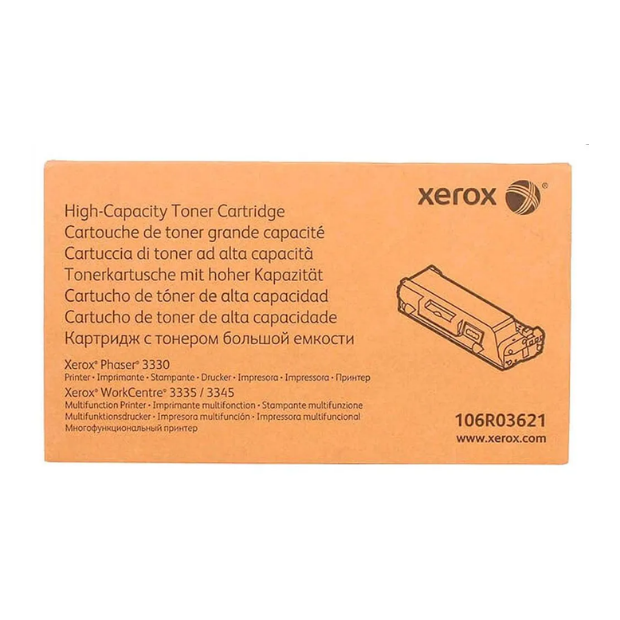 xerox®
High-Capacity Toner Cartridge
Cartouche de toner grande capacité
Cartuccia di toner ad alta capacità
Tonerkartusche mit hoher Kapazität
Cartucho de tóner de alta capacidad
Cartucho de toner de alta capacidade
Картридж с тонером большой емкости
Xerox® Phaser® 3330
Printer • Imprimante • Stampante • Drucker • Impresora • Impressora • Принтер
Xerox® WorkCentre® 3335 / 3345
Multifunction Printer • Imprimante multifonction • Stampante multifunzione
Multifunktionsdrucker • Impresora multifunción • Impressora multifuncional
Многофункциональный принтер
106R03621
www.xerox.com